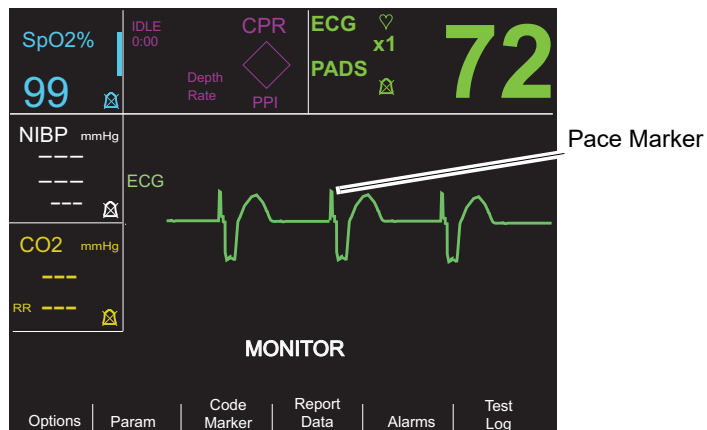 SpO2%
99
IDLE
0:00
CPR
Depth
Rate
PPI
ECG
x1
PADS
72
NIBP mmHg
---
---
---
ECG
Pace Marker
CO2 mmHg
---
RR ---
MONITOR
Options
Param
Code
Marker
Report
Data
Alarms
Test
Log